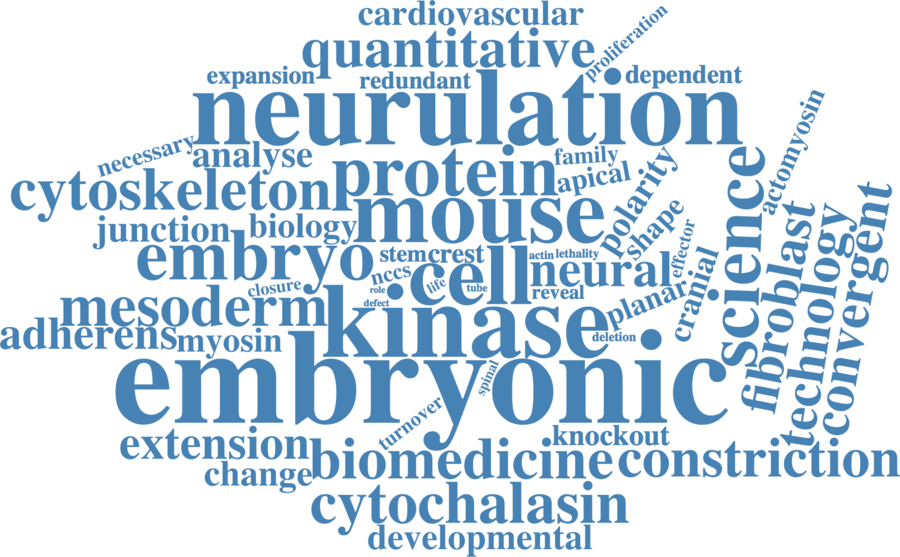 cardiovascular
proliferation
quantitative
expansion
redundant
dependent
neurulation
actomyosin
necessary
analyse
protein
family
science
cytoskeleton
apical
polarity
mouse
junction
biology
shape
embryo
stem
crest
actin
lethality
effector
fibroblast
technology
convergent
nccs
cell
neural
cranial
closure
role
life
tube
reveal
planar
mesoderm
defect
kinase
adherens
myosin
deletion
embryonic
spinal
turnover
extension
knockout
change
biomedicine
constriction
cytochalasin
developmental